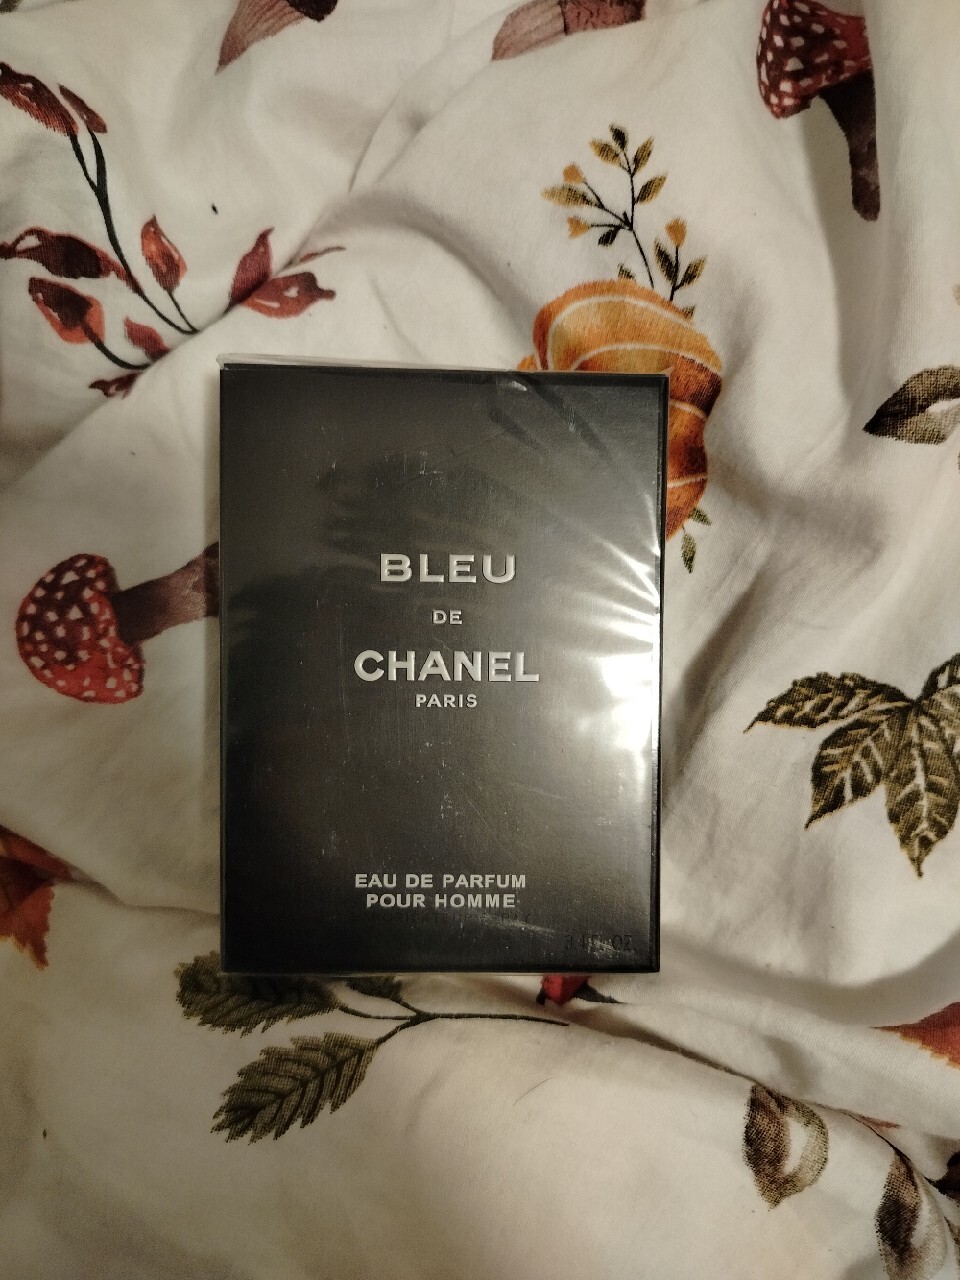 BLEU
DE
CHANEL
PARIS
EAU DE PARFUM
POUR HOMME